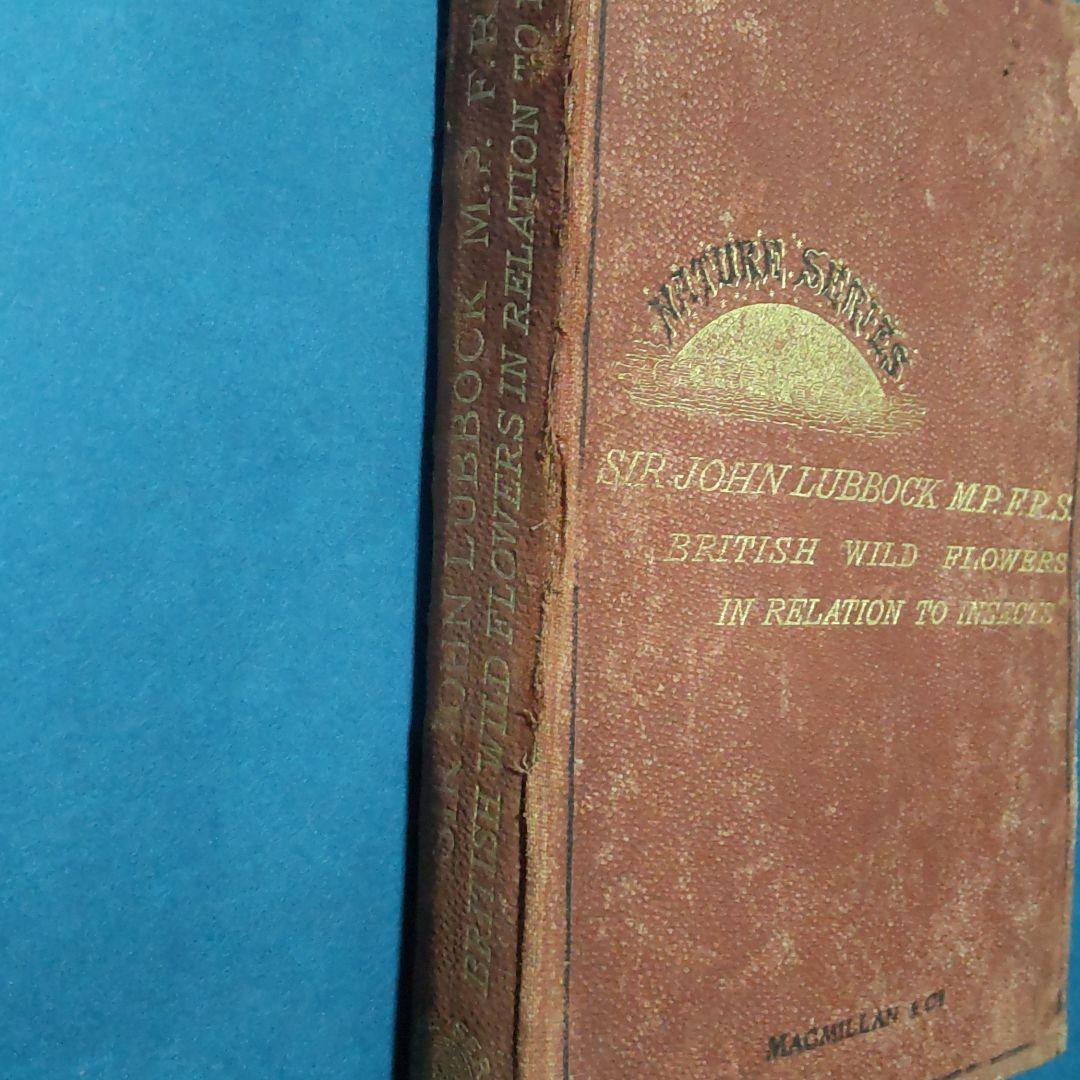 SIR JOHN LUBBOCK M.P. F.R
BRITISH WILD FLOWERS IN RELATION TO
NATURE SERIES
SIR JOHN LUBBOCK M.P. F.R.S.
BRITISH WILD FLOWERS
IN RELATION TO INSECTS
MACMILLAN & Co